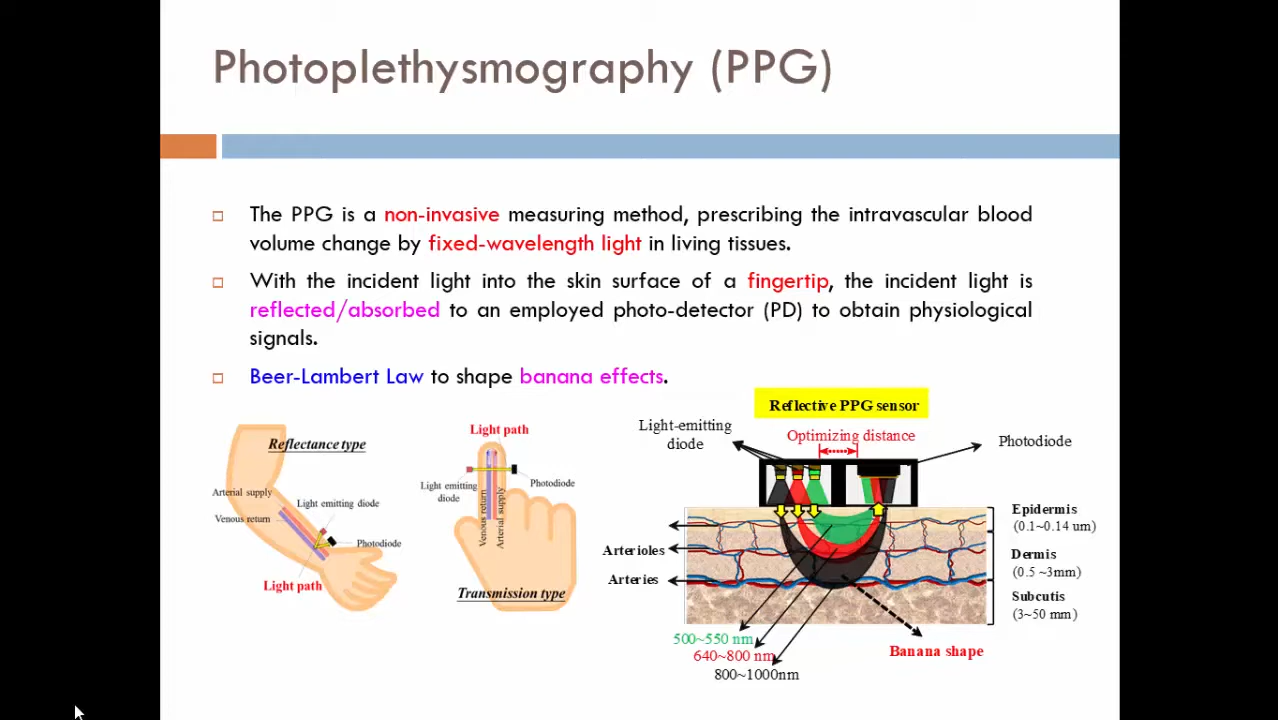 Photoplethysmography (PPG)
The PPG is a non-invasive measuring method, prescribing the intravascular blood
volume change by fixed-wavelength light in living tissues.
With the incident light into the skin surface of a fingertip, the incident light is
reflected/absorbed to an employed photo-detector (PD) to obtain physiological
signals.
Beer-Lambert Law to shape banana effects.
Reflectance type
Arterial supply
Light emitting diode
Venous return
Photodiode
Light path
Light path
Light emitting
diode
Photodiode
Venous return
Arterial supply
Transmission type
Reflective PPG sensor
Light-emitting
diode
Optimizing distance
Photodiode
Arterioles
Arteries
Epidermis
(0.1~0.14 um)
Dermis
(0.5 ~3mm)
Subcutis
(3~50 mm)
500~550 nm
640~800 nm
800~1000nm
Banana shape